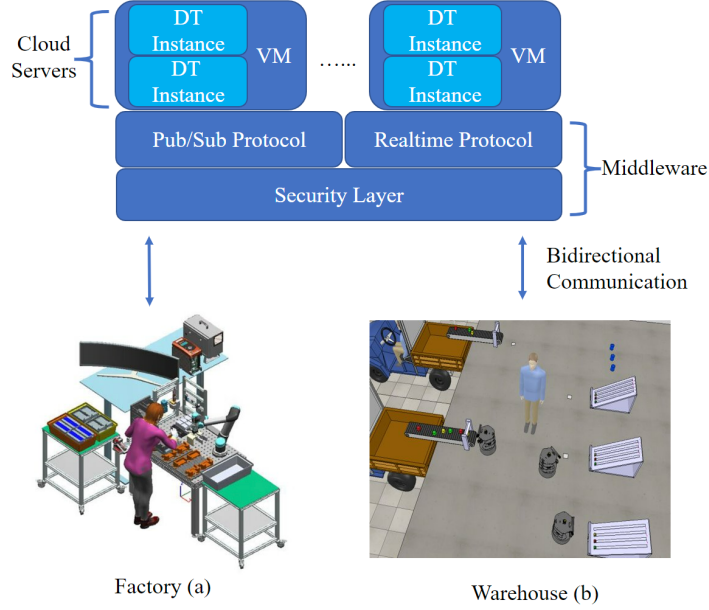 Cloud
Servers
DT
Instance
DT
Instance
VM
......
DT
Instance
DT
Instance
VM
Pub/Sub Protocol
Realtime Protocol
Security Layer
Middleware
Bidirectional
Communication
Factory (a)
Warehouse (b)